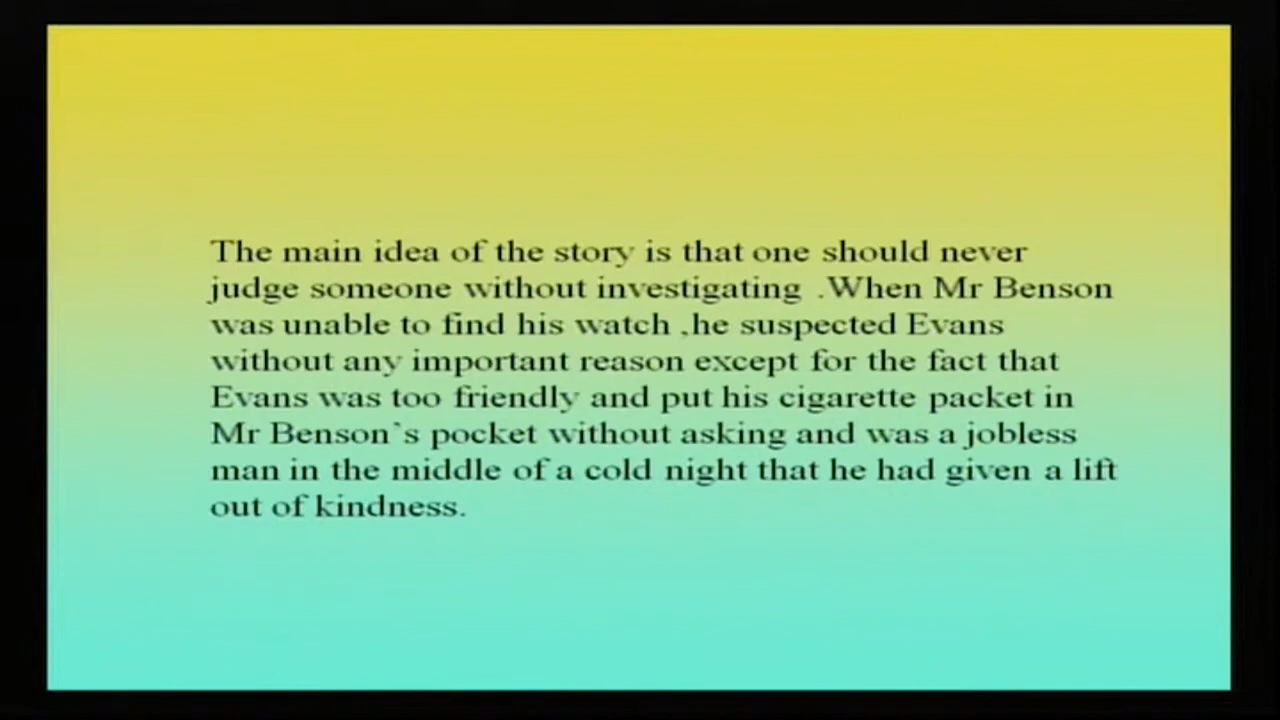 The main idea of the story is that one should never
judge someone without investigating .When Mr Benson
was unable to find his watch ,he suspected Evans
without any important reason except for the fact that
Evans was too friendly and put his cigarette packet in
Mr Benson`s pocket without asking and was a jobless
man in the middle of a cold night that he had given a lift
out of kindness.